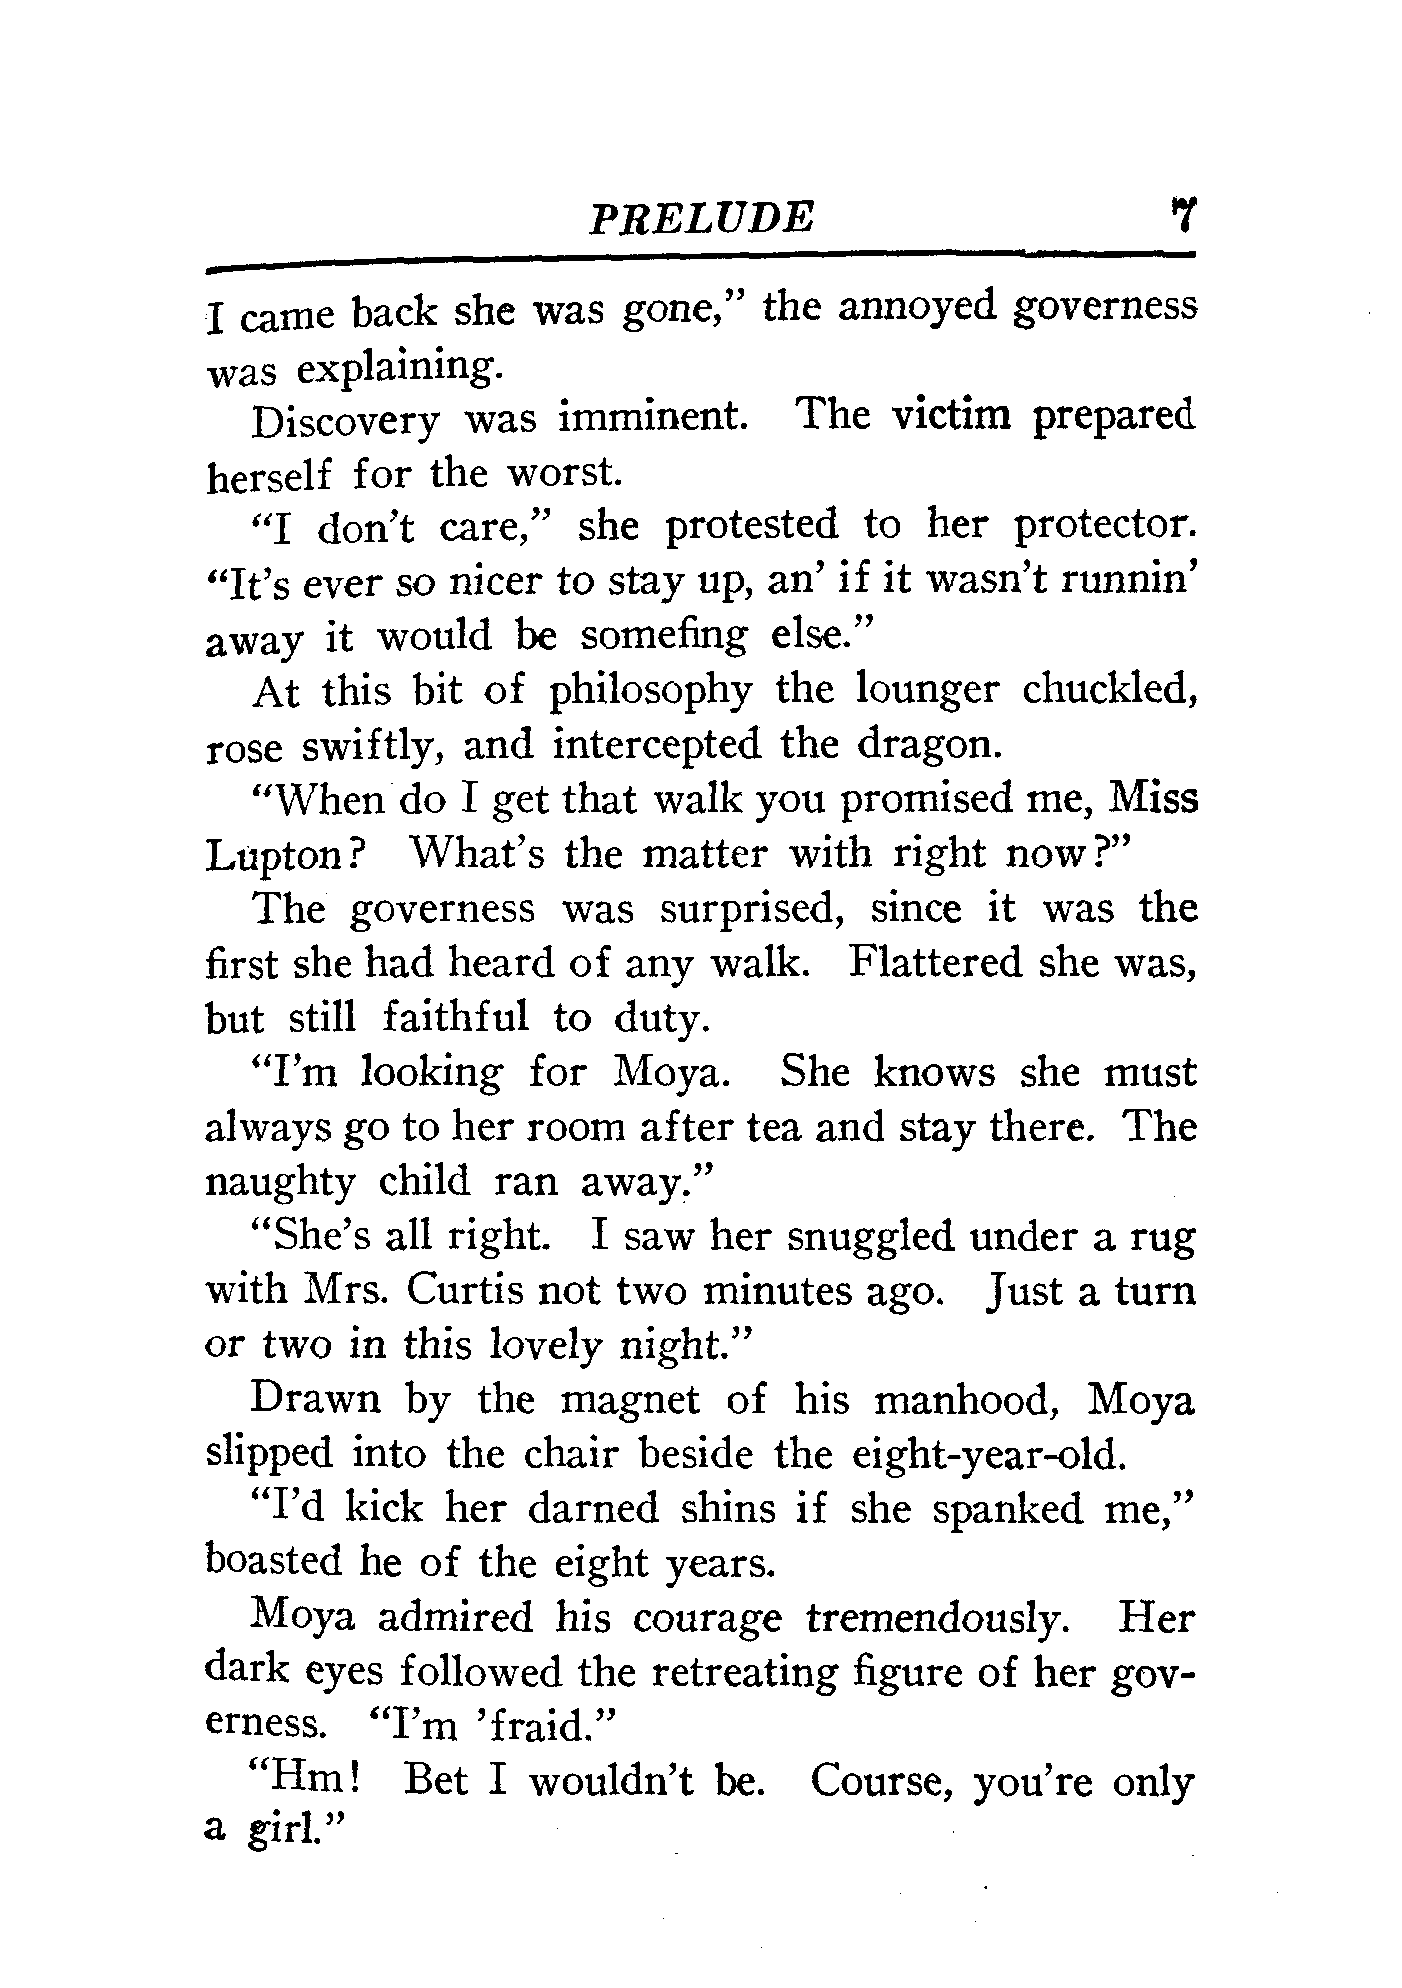 PRELUDE 7
I came back she was gone,” the annoyed governess
was explaining.
Discovery was imminent. The victim prepared
herself for the worst.
“I don’t care,” she protested to her protector.
“It’s ever so nicer to stay up, an’ if it wasn’t runnin’
away it would be somefing else.”
At this bit of philosophy the lounger chuckled,
rose swiftly, and intercepted the dragon.
“When do I get that walk you promised me, Miss
Lupton? What’s the matter with right now?”
The governess was surprised, since it was the
first she had heard of any walk. Flattered she was,
but still faithful to duty.
“I’m looking for Moya. She knows she must
always go to her room after tea and stay there. The
naughty child ran away.”
“She’s all right. I saw her snuggled under a rug
with Mrs. Curtis not two minutes ago. Just a turn
or two in this lovely night.”
Drawn by the magnet of his manhood, Moya
slipped into the chair beside the eight-year-old.
“I’d kick her darned shins if she spanked me,”
boasted he of the eight years.
Moya admired his courage tremendously. Her
dark eyes followed the retreating figure of her gov-
erness. “I’m ’fraid.”
“Hm! Bet I wouldn’t be. Course, you’re only
a girl.”